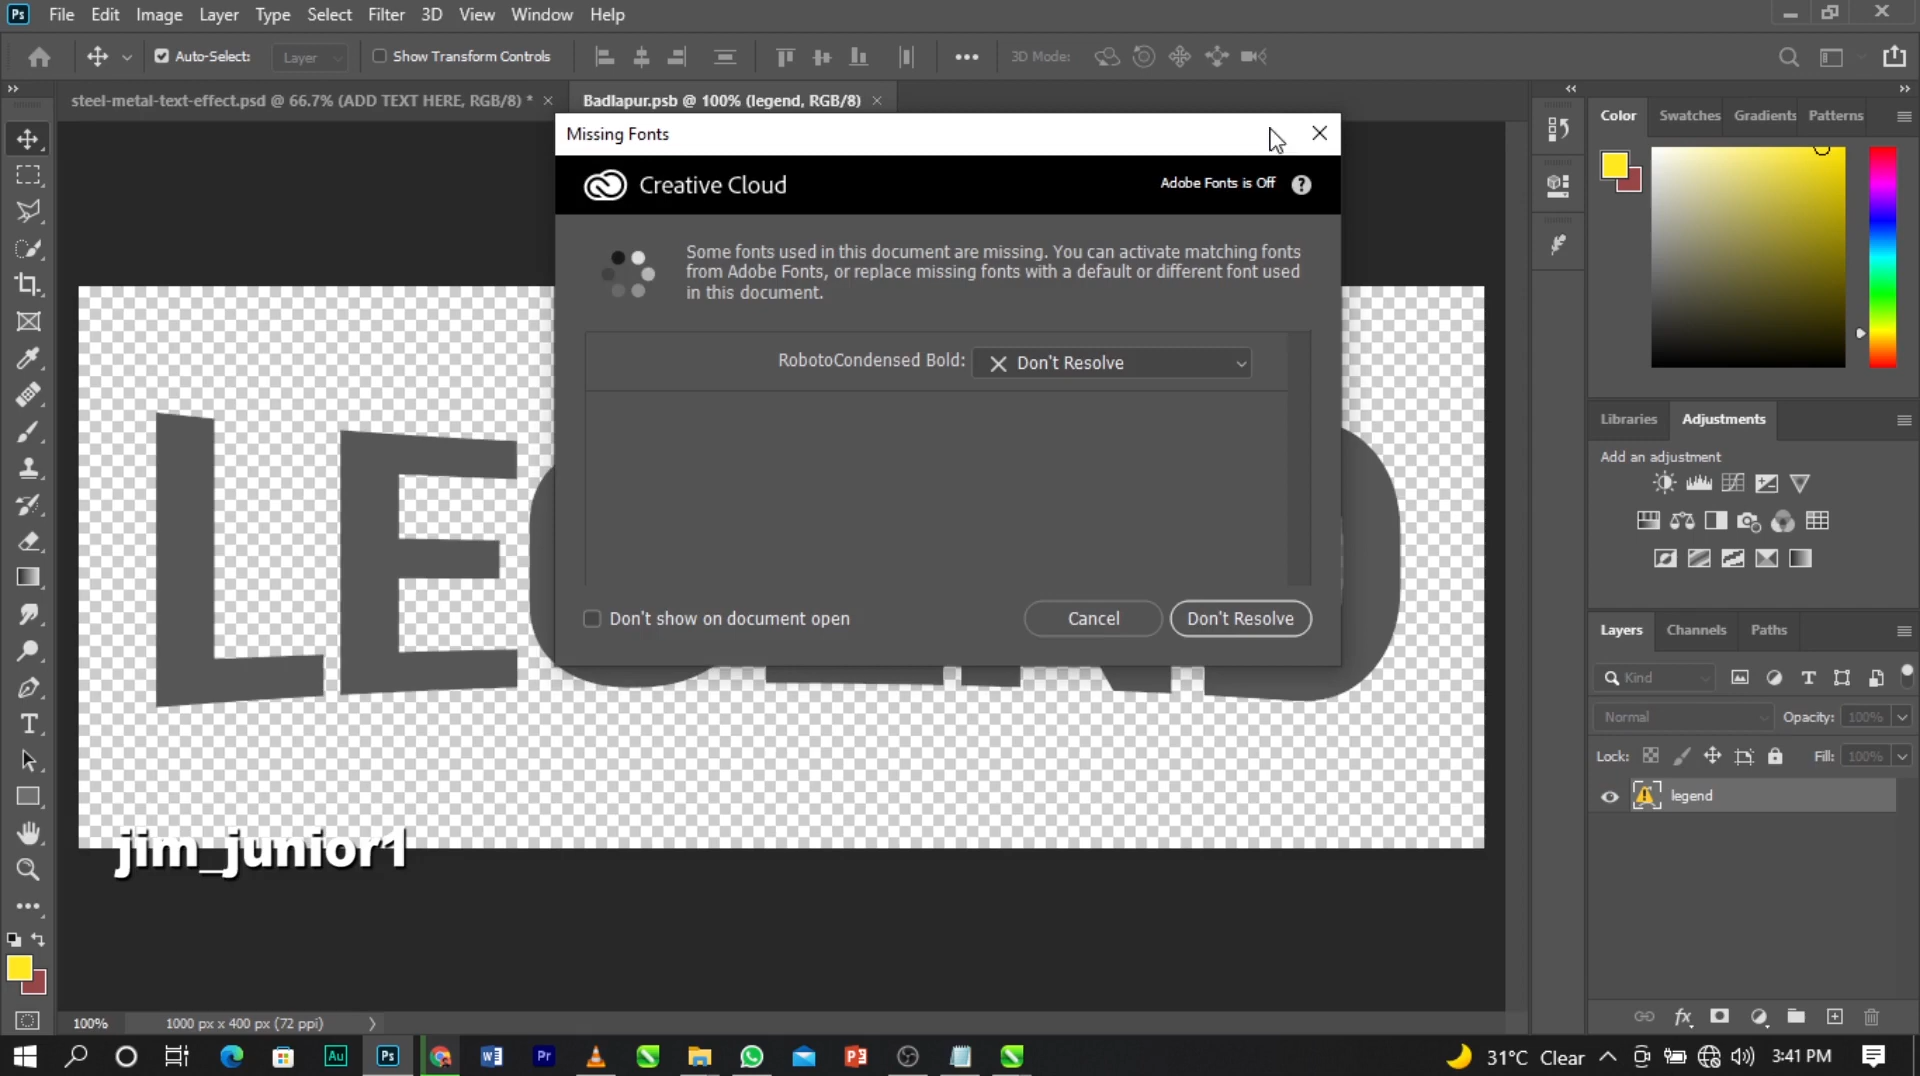 Ps File Edit Image Layer Type Select Filter 3D View Window Help
Auto-Select: Layer Show Transform Controls 3D Mode:
steel-metal-text-effect.psd @ 66.7% (ADD TEXT HERE, RGB/8) *
Badlapur.psb @ 100% (legend, RGB/8)
Missing Fonts
Creative Cloud
Adobe Fonts is Off
Some fonts used in this document are missing. You can activate matching fonts
from Adobe Fonts, or replace missing fonts with a default or different font used
in this document.
RobotoCondensed Bold: Don't Resolve
Don't show on document open
Cancel
Don't Resolve
LE
jim_junior1
Color Swatches Gradients Patterns
Libraries Adjustments
Add an adjustment
Layers Channels Paths
Kind
Normal Opacity: 100%
Lock: Fill: 100%
legend
fx
100% 1000 px x 400 px (72 ppi)
Au Ps Pr
31°C Clear 3:41 PM